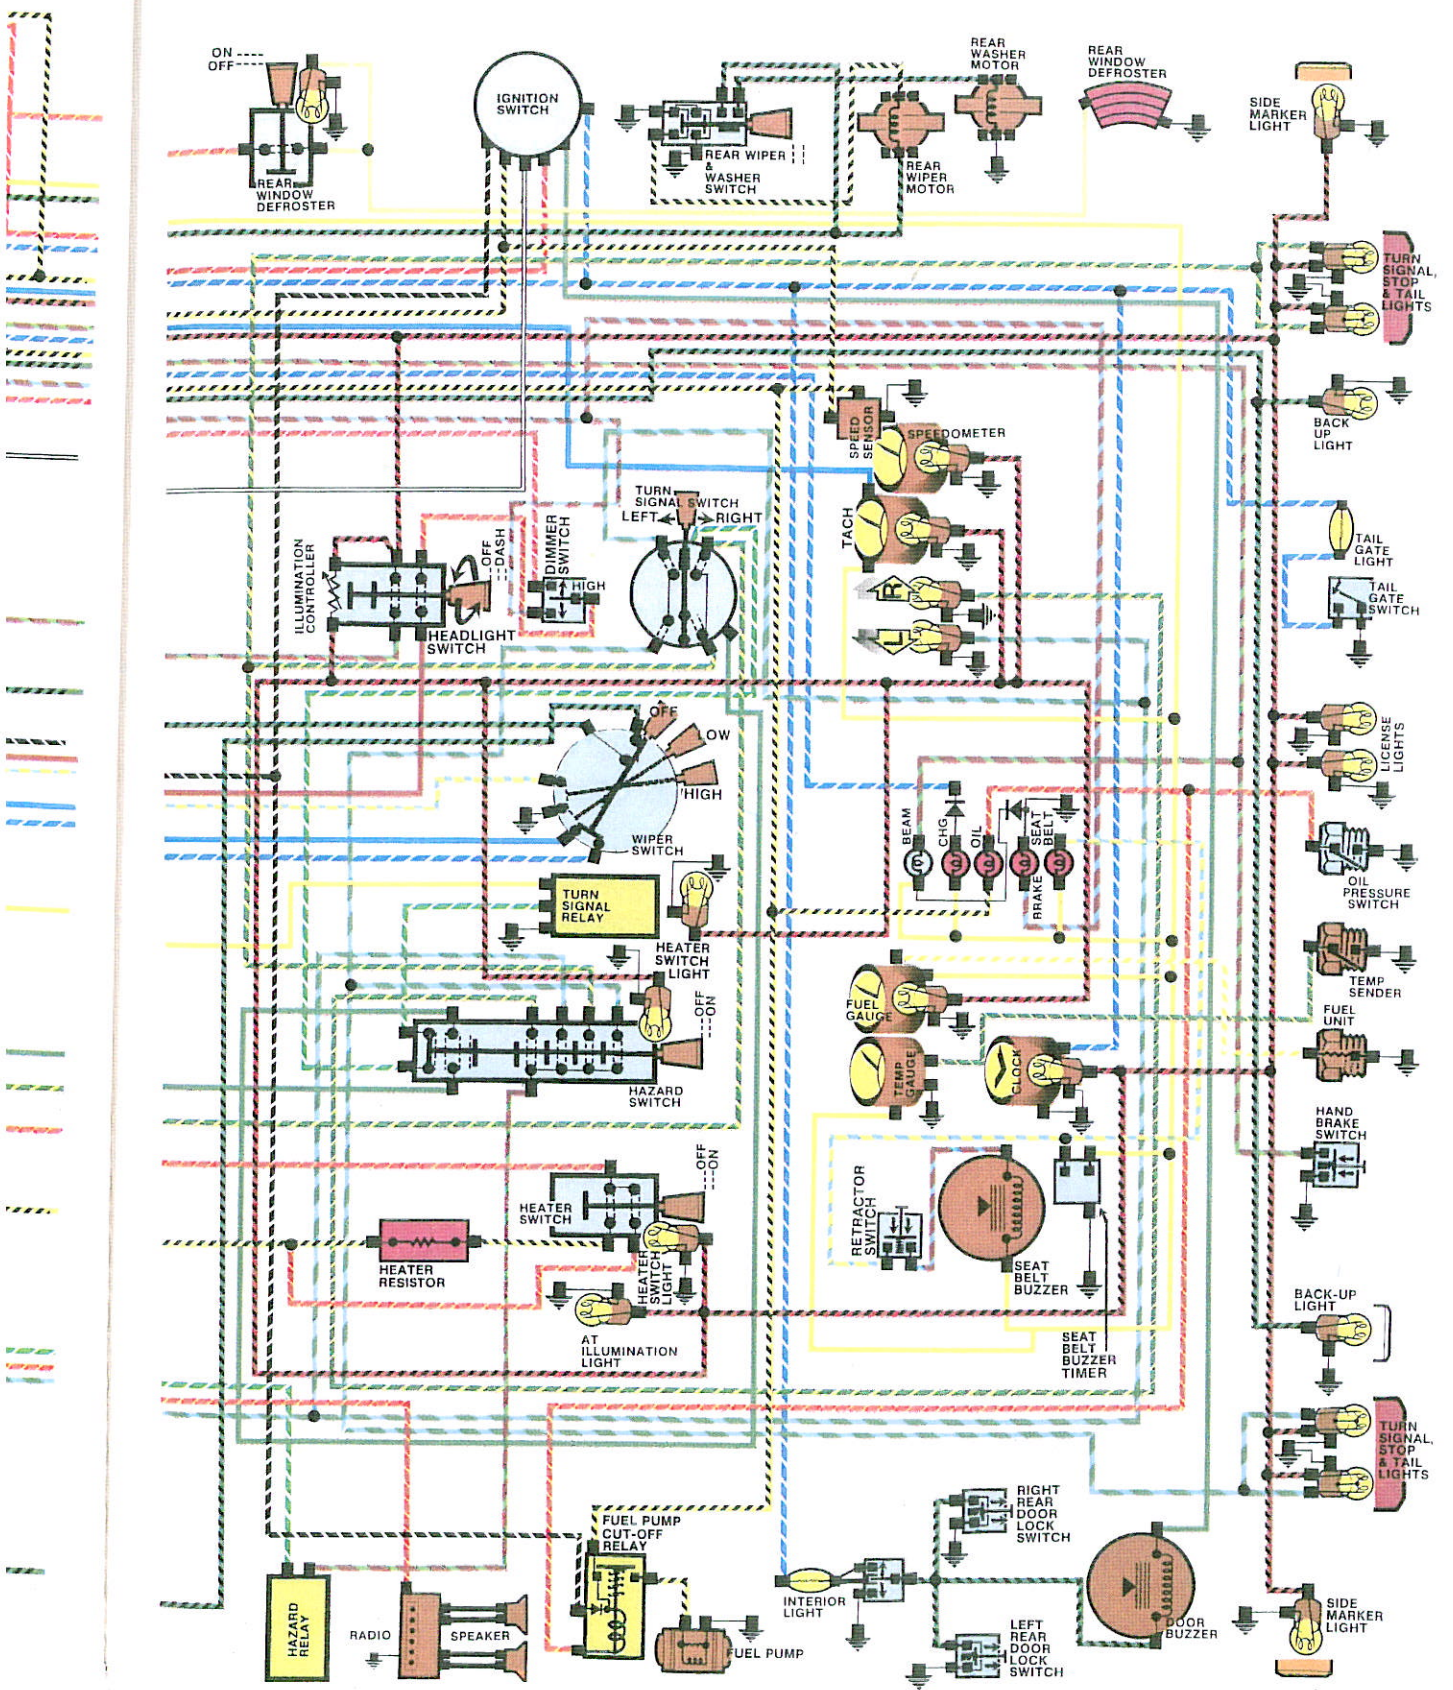 ON
OFF
REAR
WINDOW
DEFROSTER
IGNITION
SWITCH
REAR WIPER
&
WASHER
SWITCH
REAR
WIPER
MOTOR
REAR
WASHER
MOTOR
REAR
WINDOW
DEFROSTER
SIDE
MARKER
LIGHT
TURN
SIGNAL,
STOP
& TAIL
LIGHTS
BACK
UP
LIGHT
SPEED
SENSOR
SPEEDOMETER
TACH
R
L
TURN
SIGNAL SWITCH
LEFT
RIGHT
ILLUMINATION
CONTROLLER
OFF
DASH
HEADLIGHT
SWITCH
DIMMER
SWITCH
HIGH
TAIL
GATE
LIGHT
TAIL
GATE
SWITCH
OFF
LOW
HIGH
WIPER
SWITCH
LICENSE
LIGHTS
BEAM
CHG
OIL
SEAT
BELT
BRAKE
OIL
PRESSURE
SWITCH
TURN
SIGNAL
RELAY
HEATER
SWITCH
LIGHT
TEMP
SENDER
FUEL
GAUGE
FUEL
UNIT
OFF
ON
HAZARD
SWITCH
TEMP
GAUGE
CLOCK
HAND
BRAKE
SWITCH
OFF
ON
HEATER
SWITCH
HEATER
SWITCH
LIGHT
HEATER
RESISTOR
RETRACTOR
SWITCH
SEAT
BELT
BUZZER
SEAT
BELT
BUZZER
TIMER
AT
ILLUMINATION
LIGHT
BACK-UP
LIGHT
TURN
SIGNAL,
STOP
& TAIL
LIGHTS
FUEL PUMP
CUT-OFF
RELAY
RIGHT
REAR
DOOR
LOCK
SWITCH
HAZARD
RELAY
RADIO
SPEAKER
FUEL PUMP
INTERIOR
LIGHT
LEFT
REAR
DOOR
LOCK
SWITCH
DOOR
BUZZER
SIDE
MARKER
LIGHT